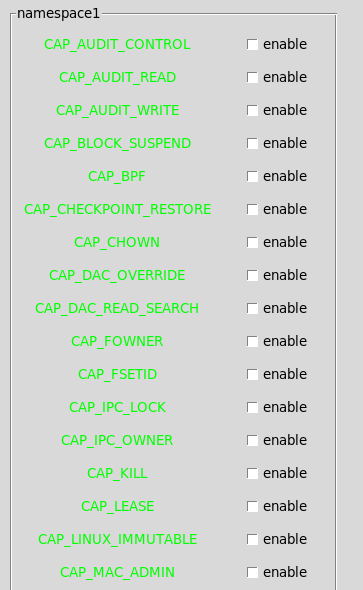 namespace1
CAP_AUDIT_CONTROL enable
CAP_AUDIT_READ enable
CAP_AUDIT_WRITE enable
CAP_BLOCK_SUSPEND enable
CAP_BPF enable
CAP_CHECKPOINT_RESTORE enable
CAP_CHOWN enable
CAP_DAC_OVERRIDE enable
CAP_DAC_READ_SEARCH enable
CAP_FOWNER enable
CAP_FSETID enable
CAP_IPC_LOCK enable
CAP_IPC_OWNER enable
CAP_KILL enable
CAP_LEASE enable
CAP_LINUX_IMMUTABLE enable
CAP_MAC_ADMIN enable